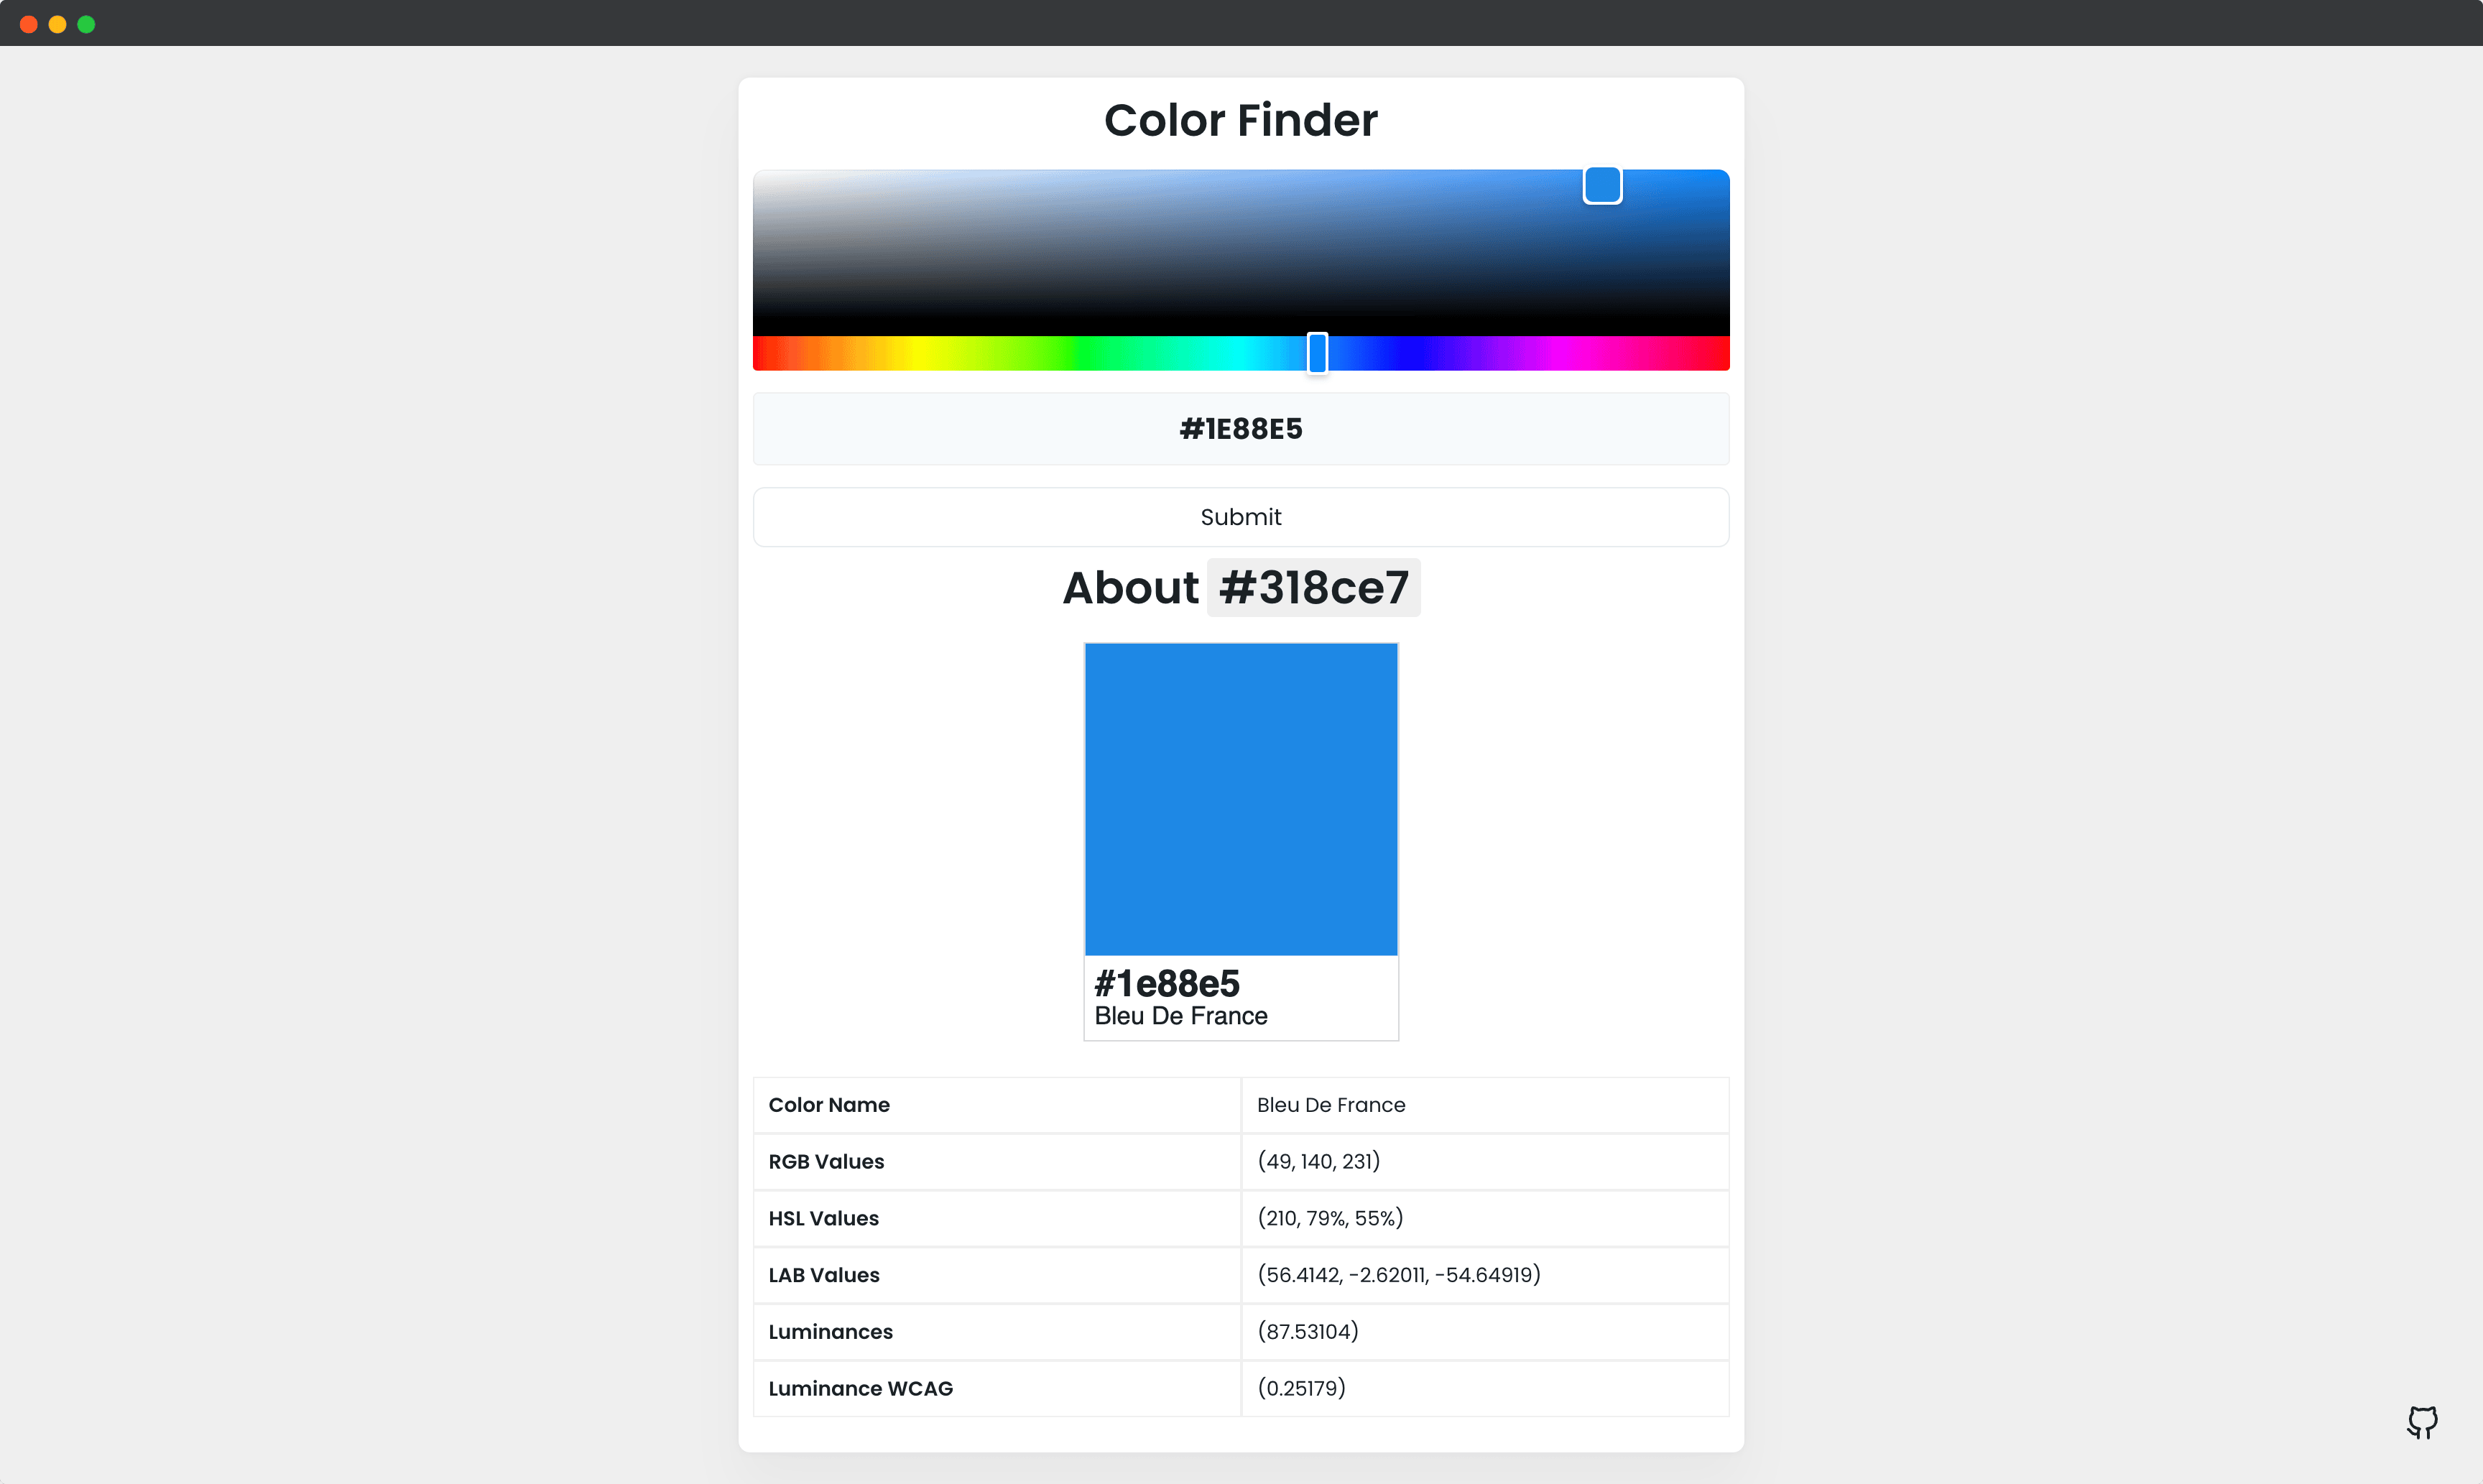 Color Finder
#1E88E5
Submit
About #318ce7
#1e88e5
Bleu De France
Color Name Bleu De France
RGB Values (49, 140, 231)
HSL Values (210, 79%, 55%)
LAB Values (56.4142, -2.62011, -54.64919)
Luminances (87.53104)
Luminance WCAG (0.25179)